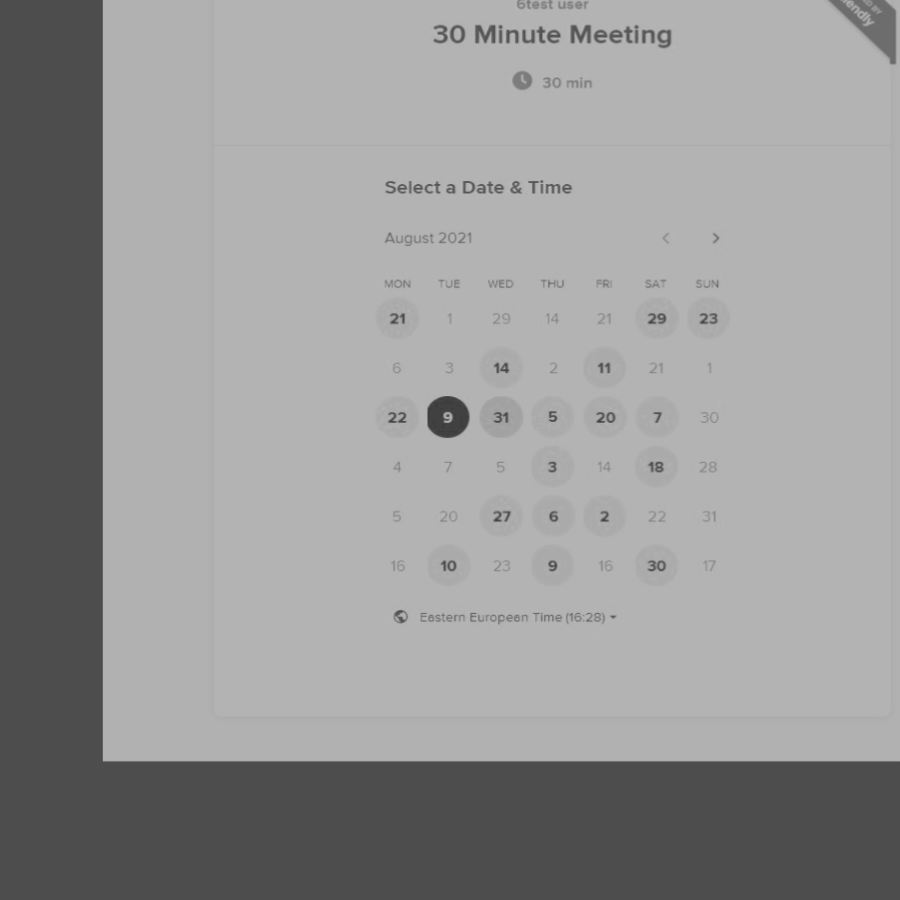 6test user
endly
30 Minute Meeting
30 min
Select a Date & Time
August 2021
MON TUE WED THU FRI SAT SUN
21 1 29 14 21 29 23
6 3 14 2 11 21 1
22 9 31 5 20 7 30
4 7 5 3 14 18 28
5 20 27 6 2 22 31
16 10 23 9 16 30 17
Eastern European Time (16:28)